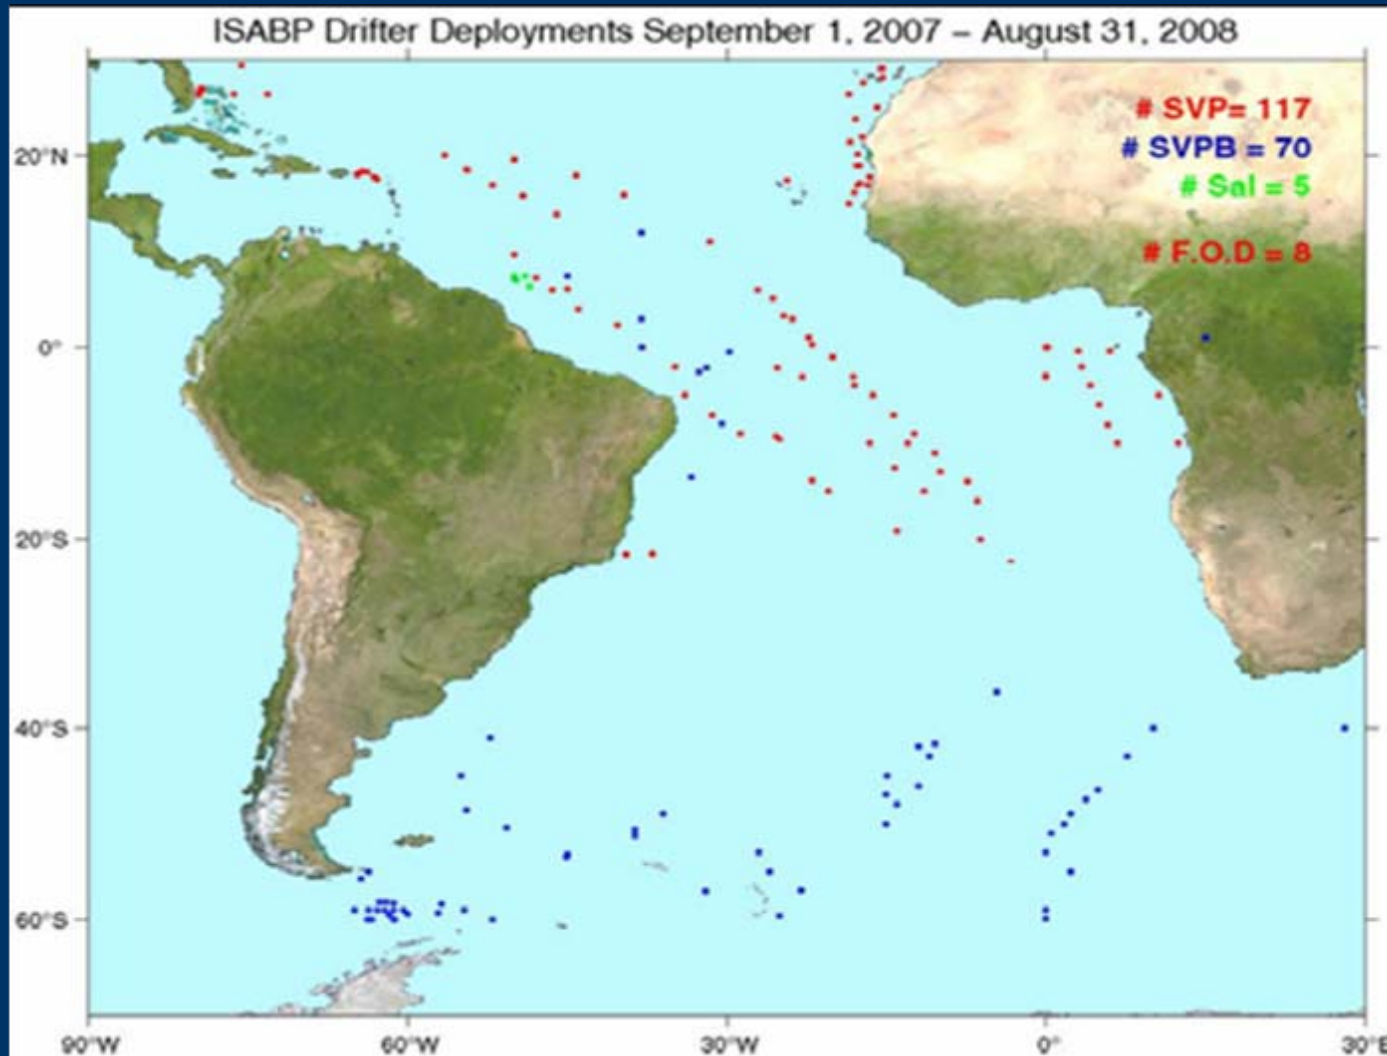 ISABP Drifter Deployments September 1, 2007 – August 31, 2008
# SVP= 117
# SVPB = 70
# Sal = 5
# F.O.D = 8
20°N
0°
20°S
40°S
60°S
90°W 60°W 30°W 0° 30°E